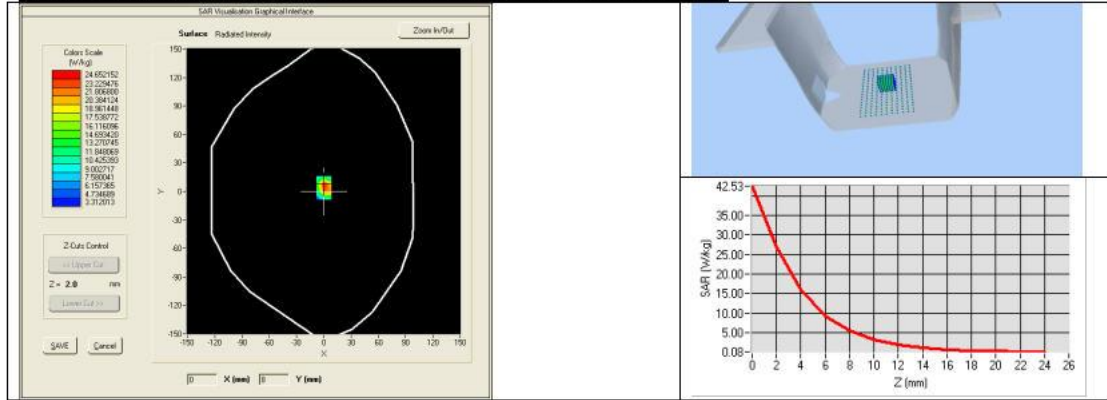 SAR Visualisation Graphical Interface
Surface Radiated Intensity
Zoom In/Out
Colors Scale
(W/kg)
24.652152
23.229476
21.806800
20.384124
18.961448
17.538772
16.116096
14.693420
13.270745
11.848069
10.425393
9.002717
7.580041
6.157365
4.734689
3.312013
Z-Cuts Control
<< Upper Cut
Z = 2.0 mm
Lower Cut >>
SAVE Cancel
150
120
90
60
30
0
-30
-60
-90
-120
-150
Y
-150 -120 -90 -60 -30 0 30 60 90 120 150
X
0 X (mm) 8 Y (mm)
42.53
35.00
30.00
25.00
20.00
15.00
10.00
5.00
0.08
SAR (W/kg)
0 2 4 6 8 10 12 14 16 18 20 22 24 26
Z (mm)